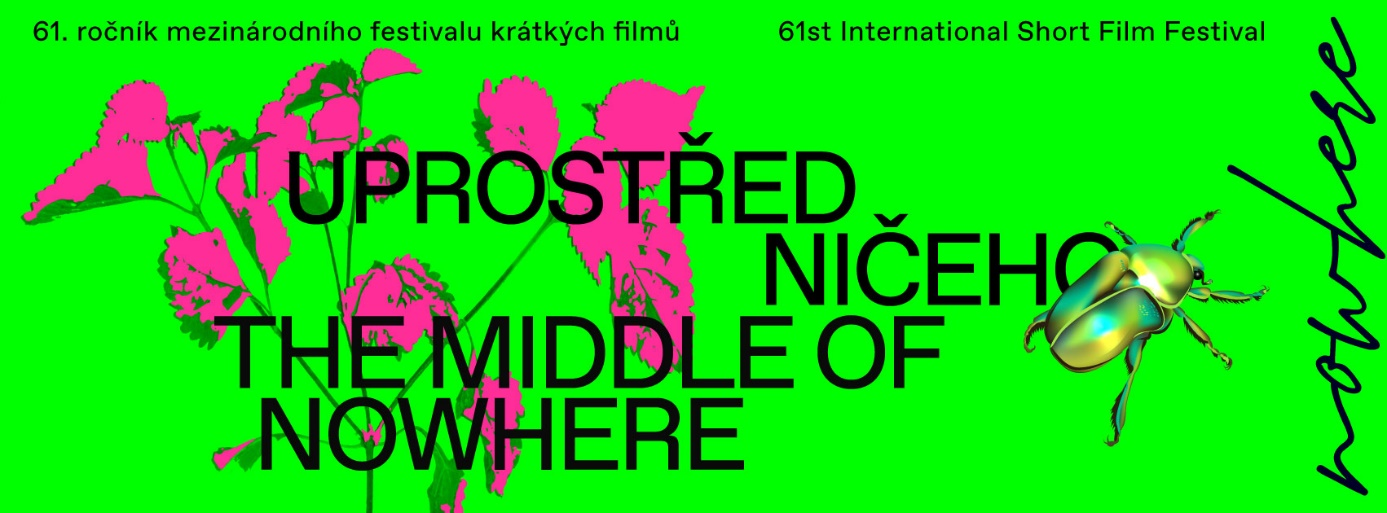 61. ročník mezinárodního festivalu krátkých filmů
61st International Short Film Festival
UPROSTŘED
NIČEHO
THE MIDDLE OF
NOWHERE
nowhere